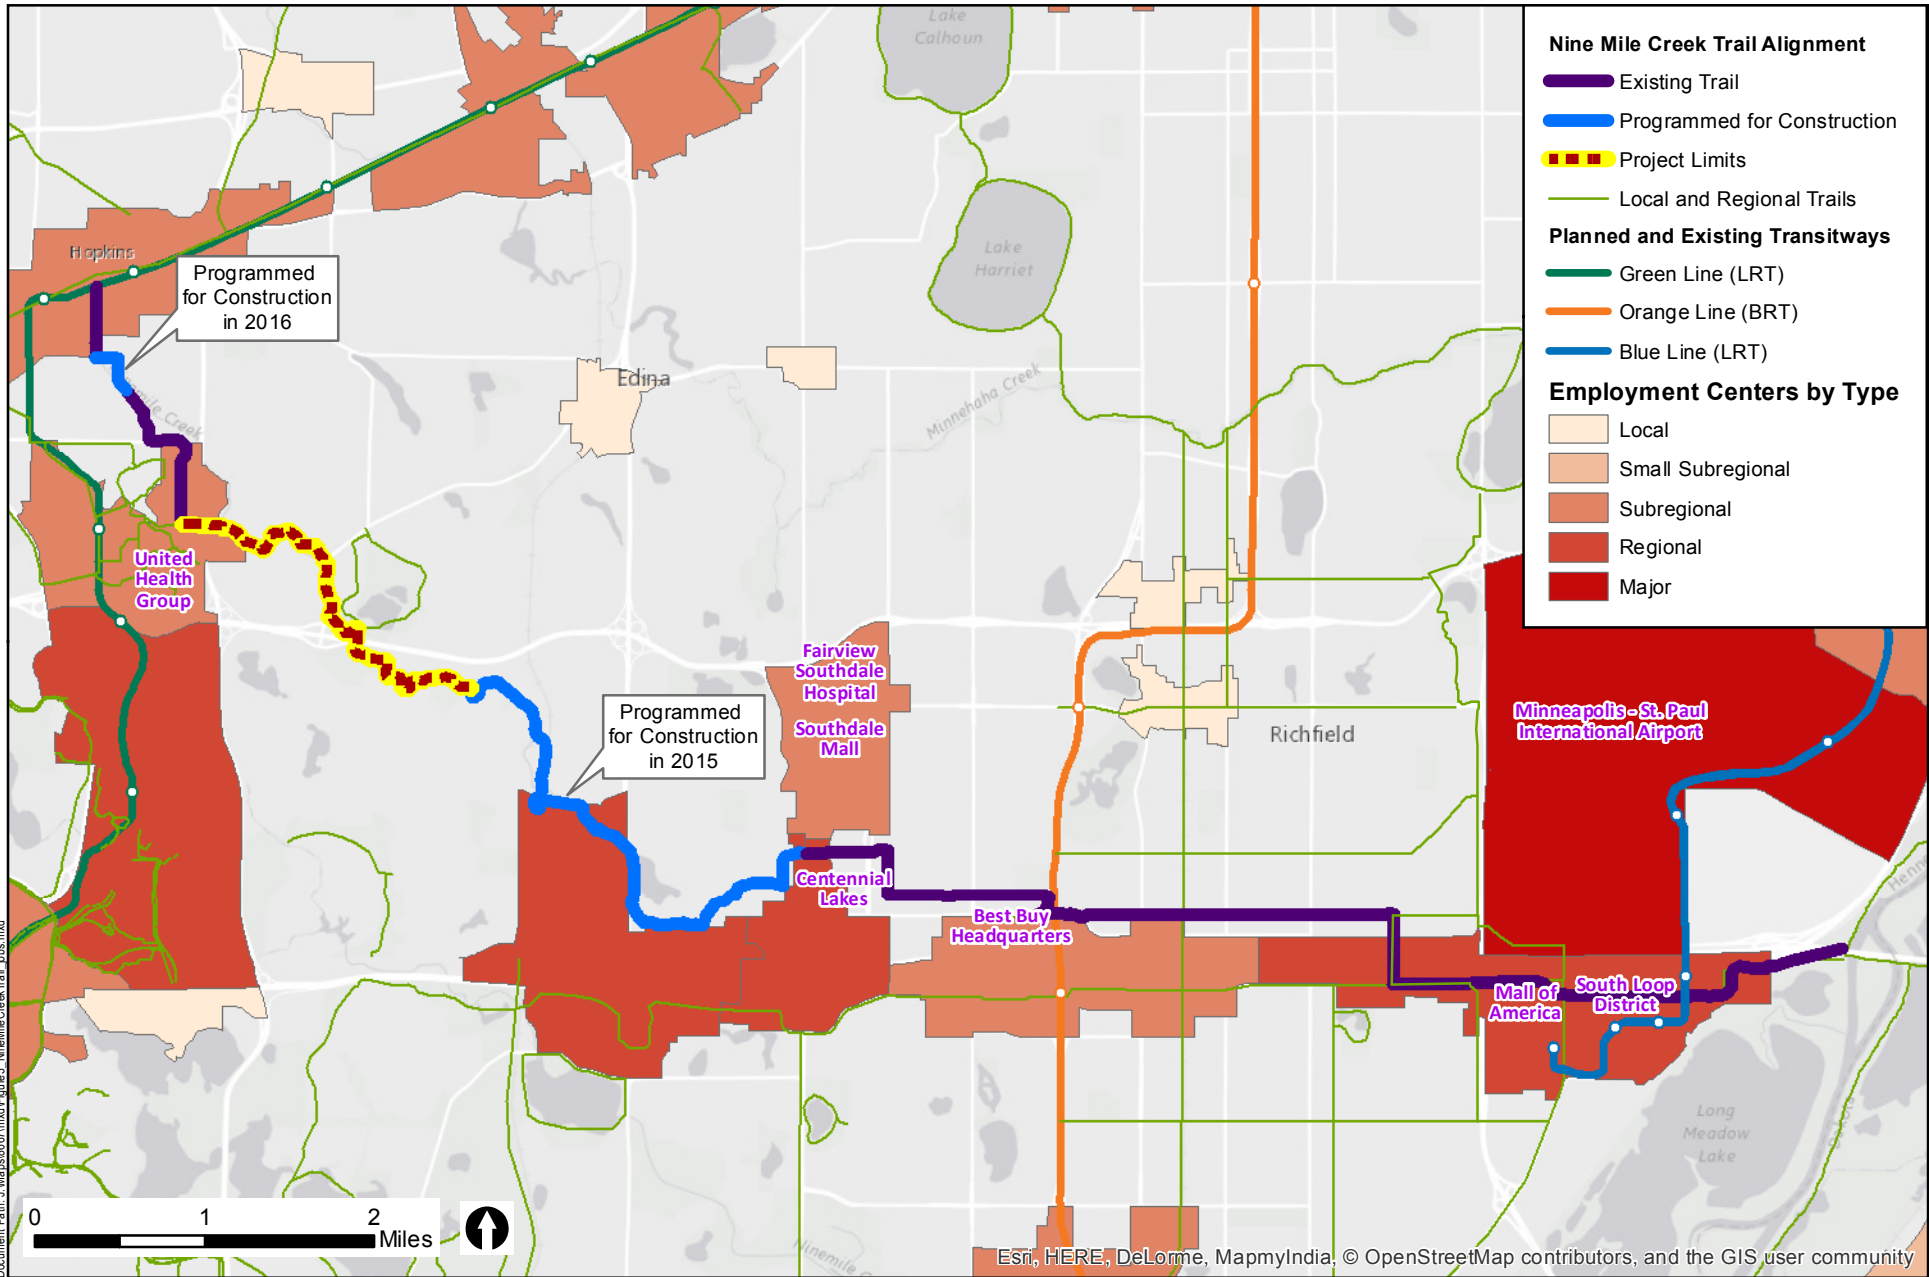 Lake
Calhoun
Lake
Harriet
Hopkins
Programmed
for Construction
in 2016
Edina
Minnehaha Creek
United
Health
Group
Fairview
Southdale
Hospital
Southdale
Mall
Programmed
for Construction
in 2015
Richfield
Minneapolis - St. Paul
International Airport
Centennial
Lakes
Best Buy
Headquarters
Mall of
America
South Loop
District
Long
Meadow
Lake
Nine Mile Creek Trail Alignment
Existing Trail
Programmed for Construction
Project Limits
Local and Regional Trails
Planned and Existing Transitways
Green Line (LRT)
Orange Line (BRT)
Blue Line (LRT)
Employment Centers by Type
Local
Small Subregional
Subregional
Regional
Major
0 1 2
Miles
Esri, HERE, DeLorme, MapmyIndia, © OpenStreetMap contributors, and the GIS user community